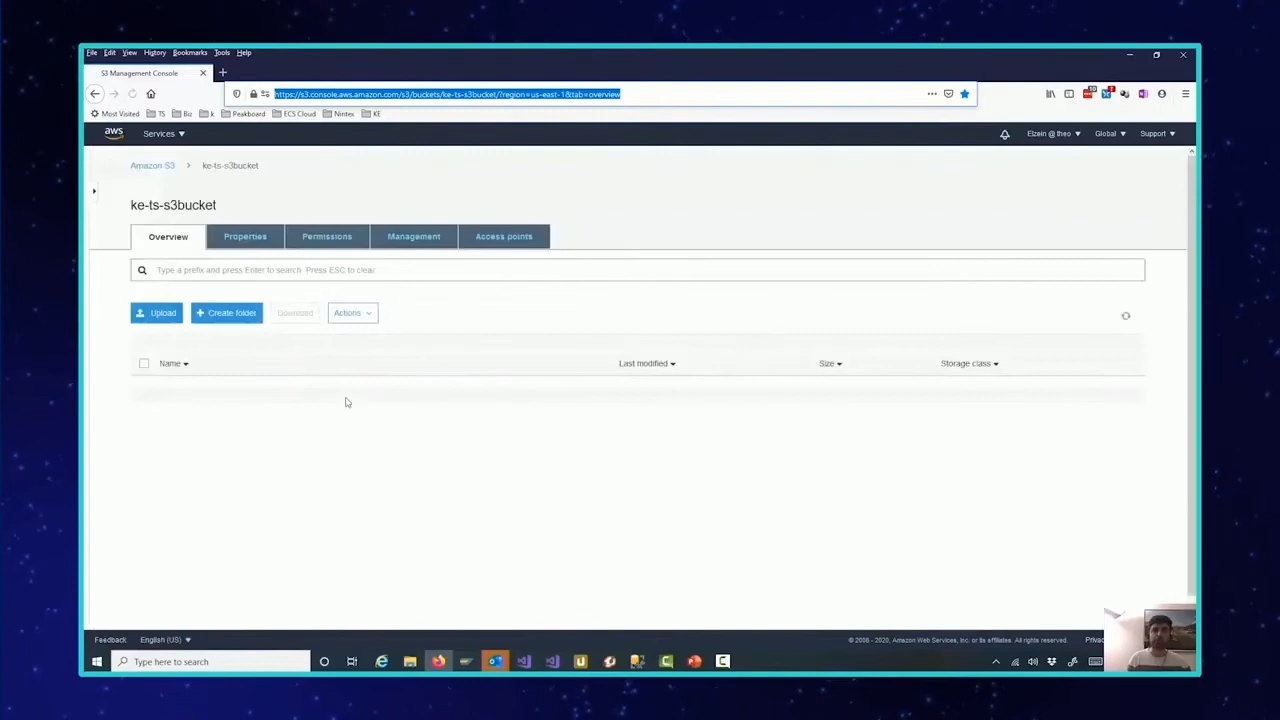 File Edit View History Bookmarks Tools Help
S3 Management Console
https://s3.console.aws.amazon.com/s3/buckets/ke-ts-s3bucket/?region=us-east-1&tab=overview
Most Visited TS Biz k Peakboard ECS Cloud Nintex KE
aws Services Elzein @ theo Global Support
Amazon S3 ke-ts-s3bucket
ke-ts-s3bucket
Overview Properties Permissions Management Access points
Type a prefix and press Enter to search. Press ESC to clear.
Upload Create folder Download Actions
Name Last modified Size Storage class
Feedback English (US) © 2008 - 2020, Amazon Web Services, Inc. or its affiliates. All rights reserved. Privac
Type here to search